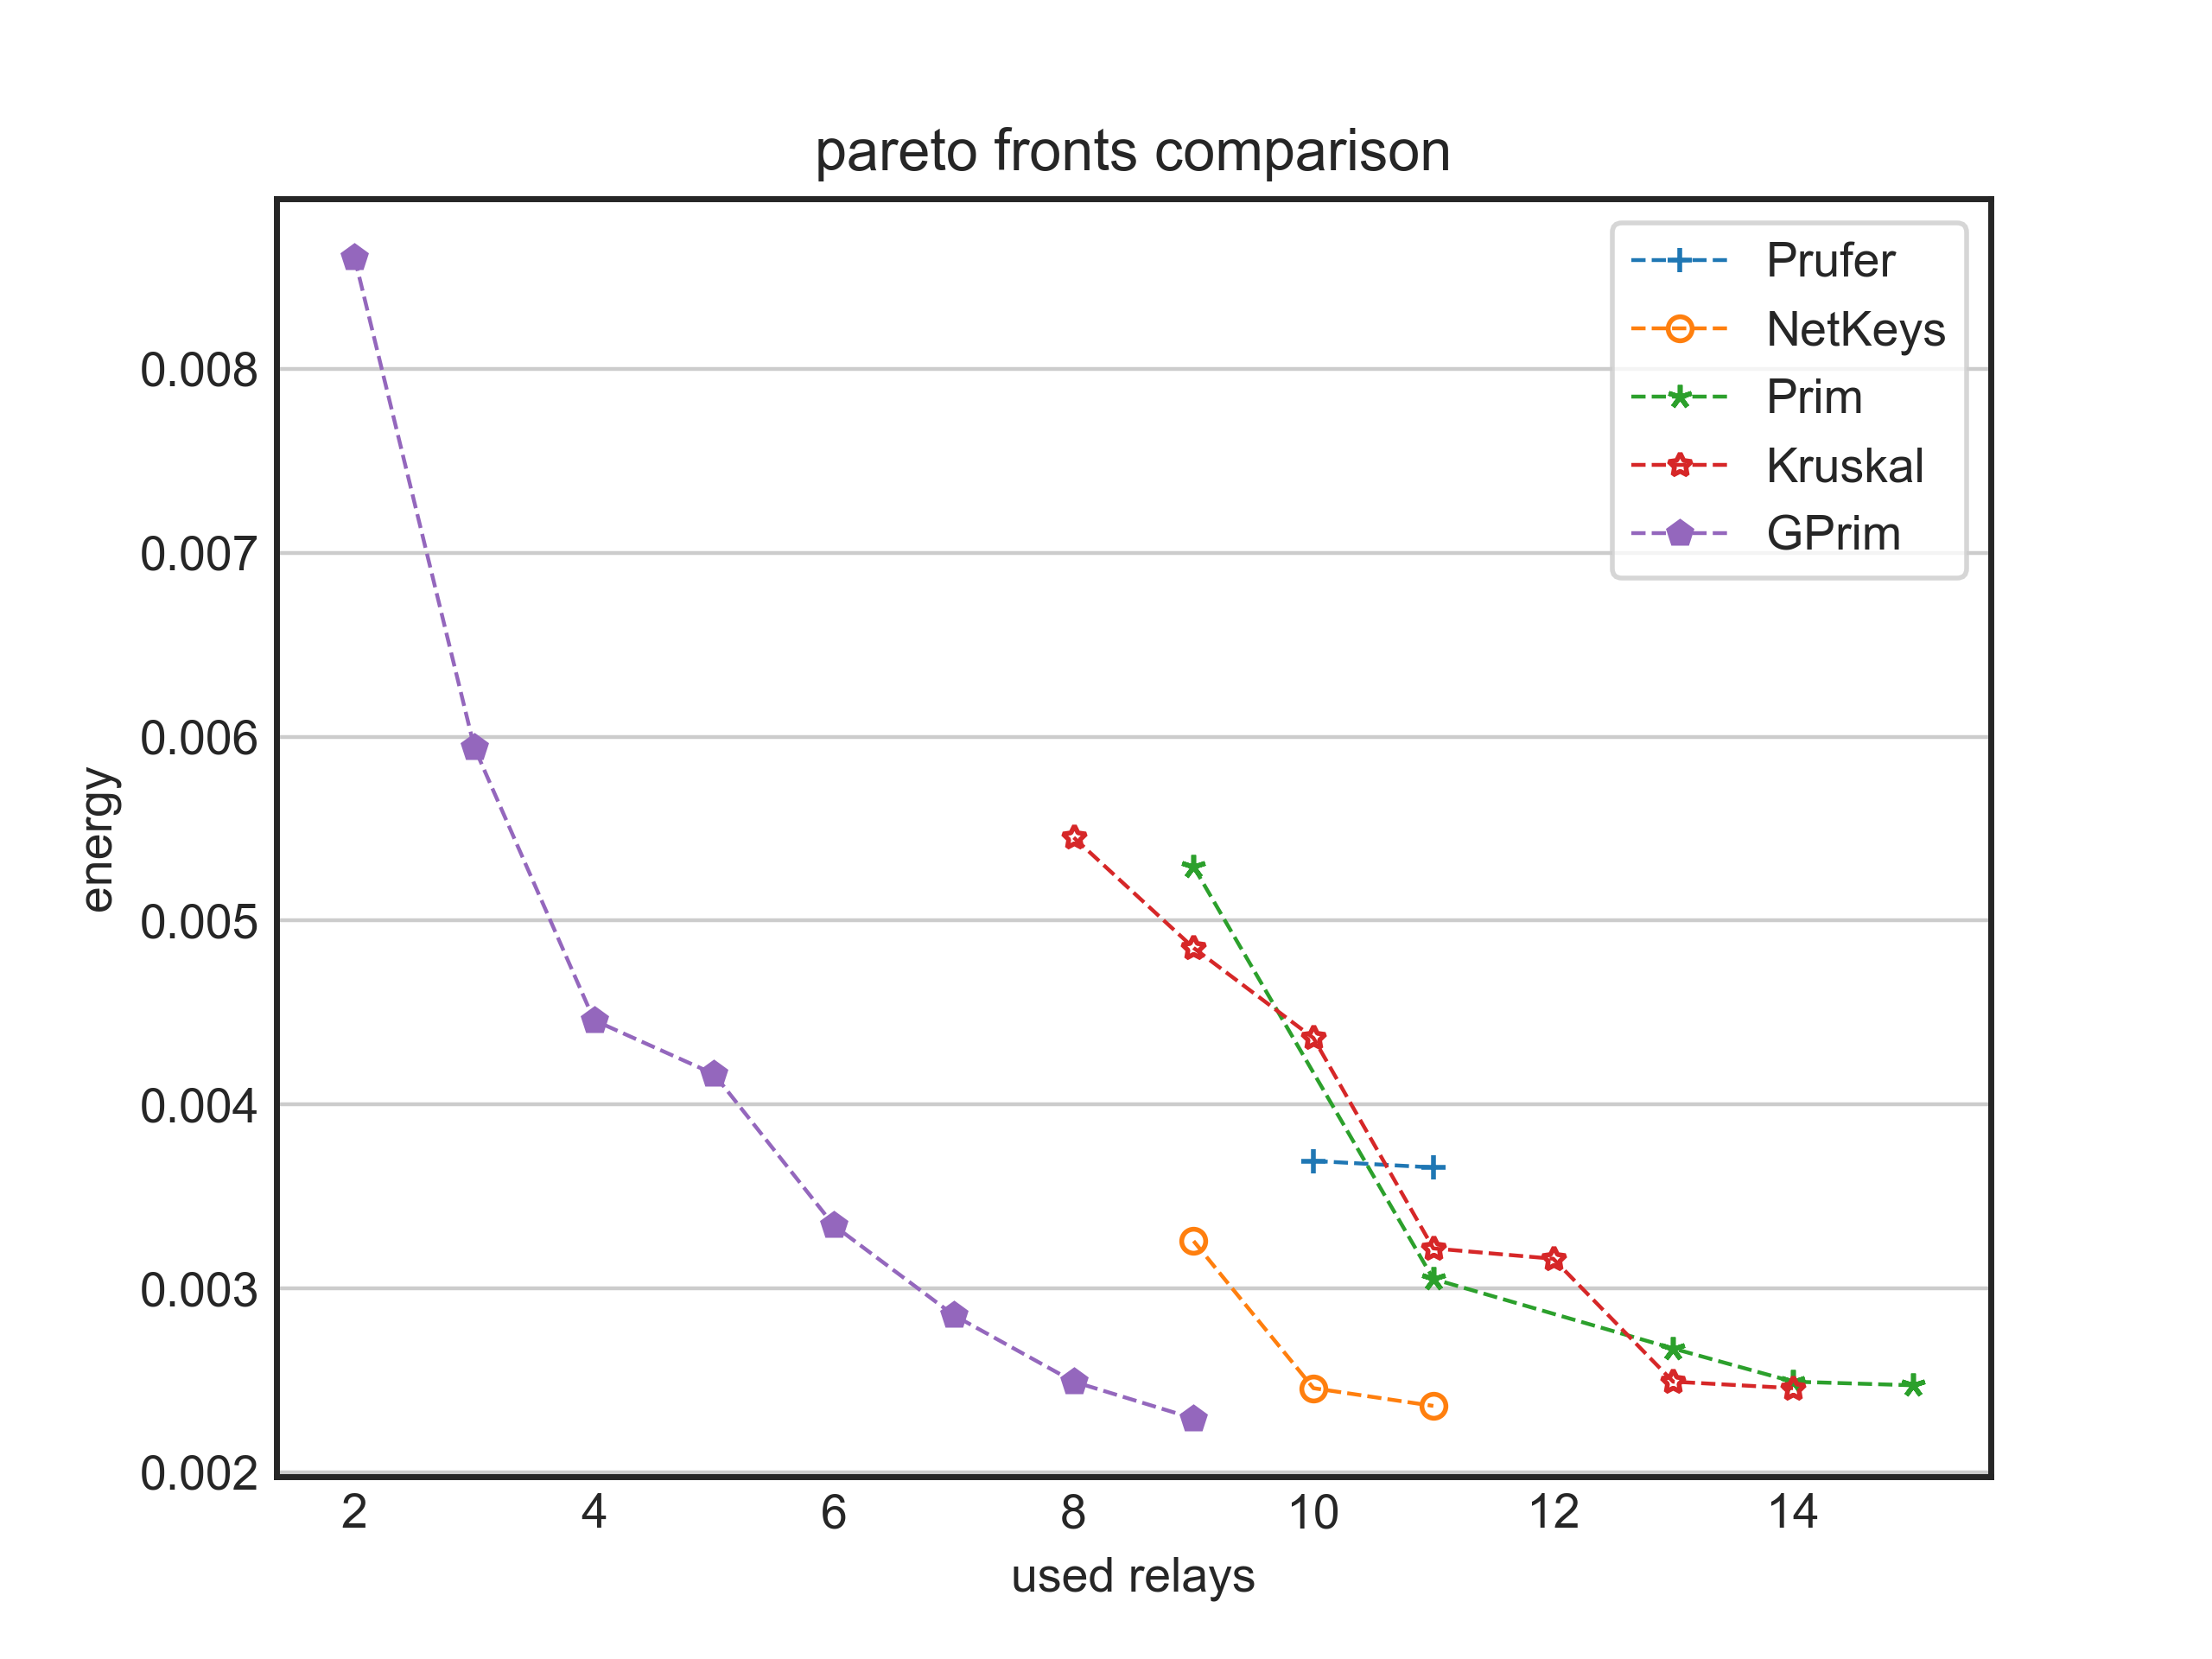 pareto fronts comparison
Prufer
NetKeys
Prim
Kruskal
GPrim
0.008
0.007
0.006
0.005
0.004
0.003
0.002
energy
2 4 6 8 10 12 14
used relays